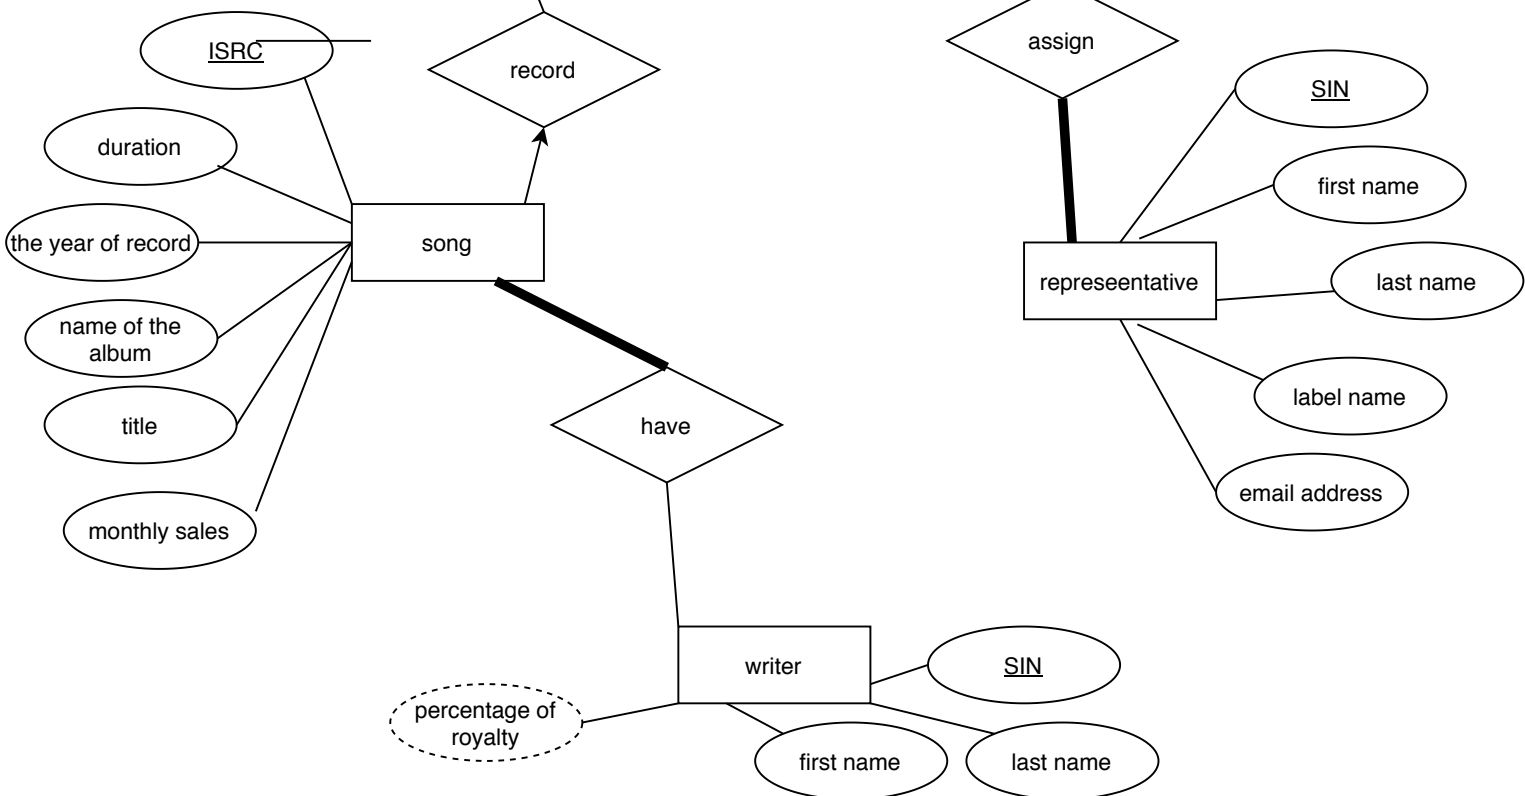 assign
ISRC
record
SIN
duration
first name
the year of record
song
represeentative
last name
name of the
album
label name
title
have
email address
monthly sales
writer
SIN
percentage of
royalty
first name
last name